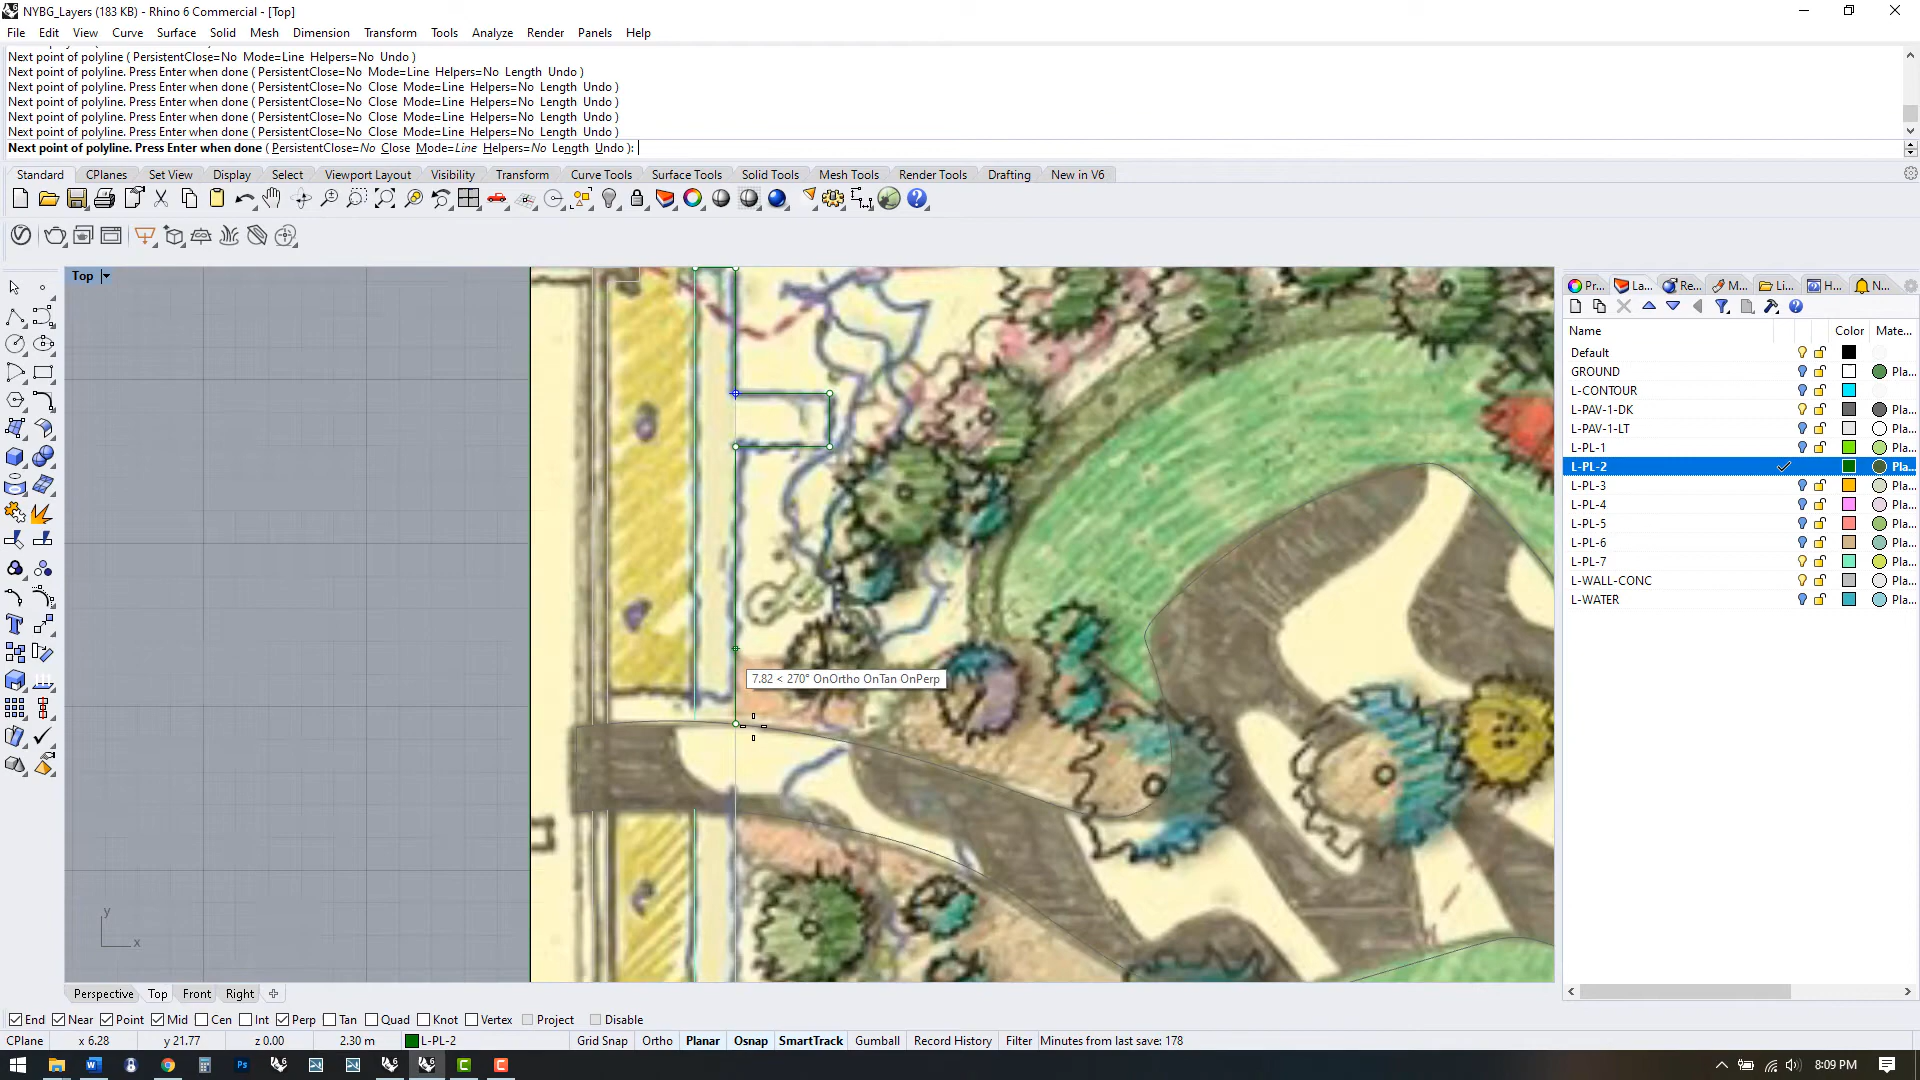 NYBG_Layers (183 KB) - Rhino 6 Commercial - [Top]
File Edit View Curve Surface Solid Mesh Dimension Transform Tools Analyze Render Panels Help
Next point of polyline ( PersistentClose=No Mode=Line Helpers=No Undo )
Next point of polyline. Press Enter when done ( PersistentClose=No Mode=Line Helpers=No Length Undo )
Next point of polyline. Press Enter when done ( PersistentClose=No Close Mode=Line Helpers=No Length Undo )
Next point of polyline. Press Enter when done ( PersistentClose=No Close Mode=Line Helpers=No Length Undo )
Next point of polyline. Press Enter when done ( PersistentClose=No Close Mode=Line Helpers=No Length Undo )
Next point of polyline. Press Enter when done ( PersistentClose=No Close Mode=Line Helpers=No Length Undo )
Next point of polyline. Press Enter when done ( PersistentClose=No Close Mode=Line Helpers=No Length Undo ):
Standard CPlanes Set View Display Select Viewport Layout Visibility Transform Curve Tools Surface Tools Solid Tools Mesh Tools Render Tools Drafting New in V6
Top
Pr... La... Re... M... Li... H... N...
Name Color Mate...
Default
GROUND Pla...
L-CONTOUR
L-PAV-1-DK Pla...
L-PAV-1-LT Pla...
L-PL-1 Pla...
L-PL-2 Pla...
L-PL-3 Pla...
L-PL-4 Pla...
L-PL-5 Pla...
L-PL-6 Pla...
L-PL-7 Pla...
L-WALL-CONC Pla...
L-WATER Pla...
7.82 < 270° OnOrtho OnTan OnPerp
y
x
Perspective Top Front Right
End Near Point Mid Cen Int Perp Tan Quad Knot Vertex Project Disable
CPlane x 6.28 y 21.77 z 0.00 2.30 m L-PL-2 Grid Snap Ortho Planar Osnap SmartTrack Gumball Record History Filter Minutes from last save: 178
8:09 PM